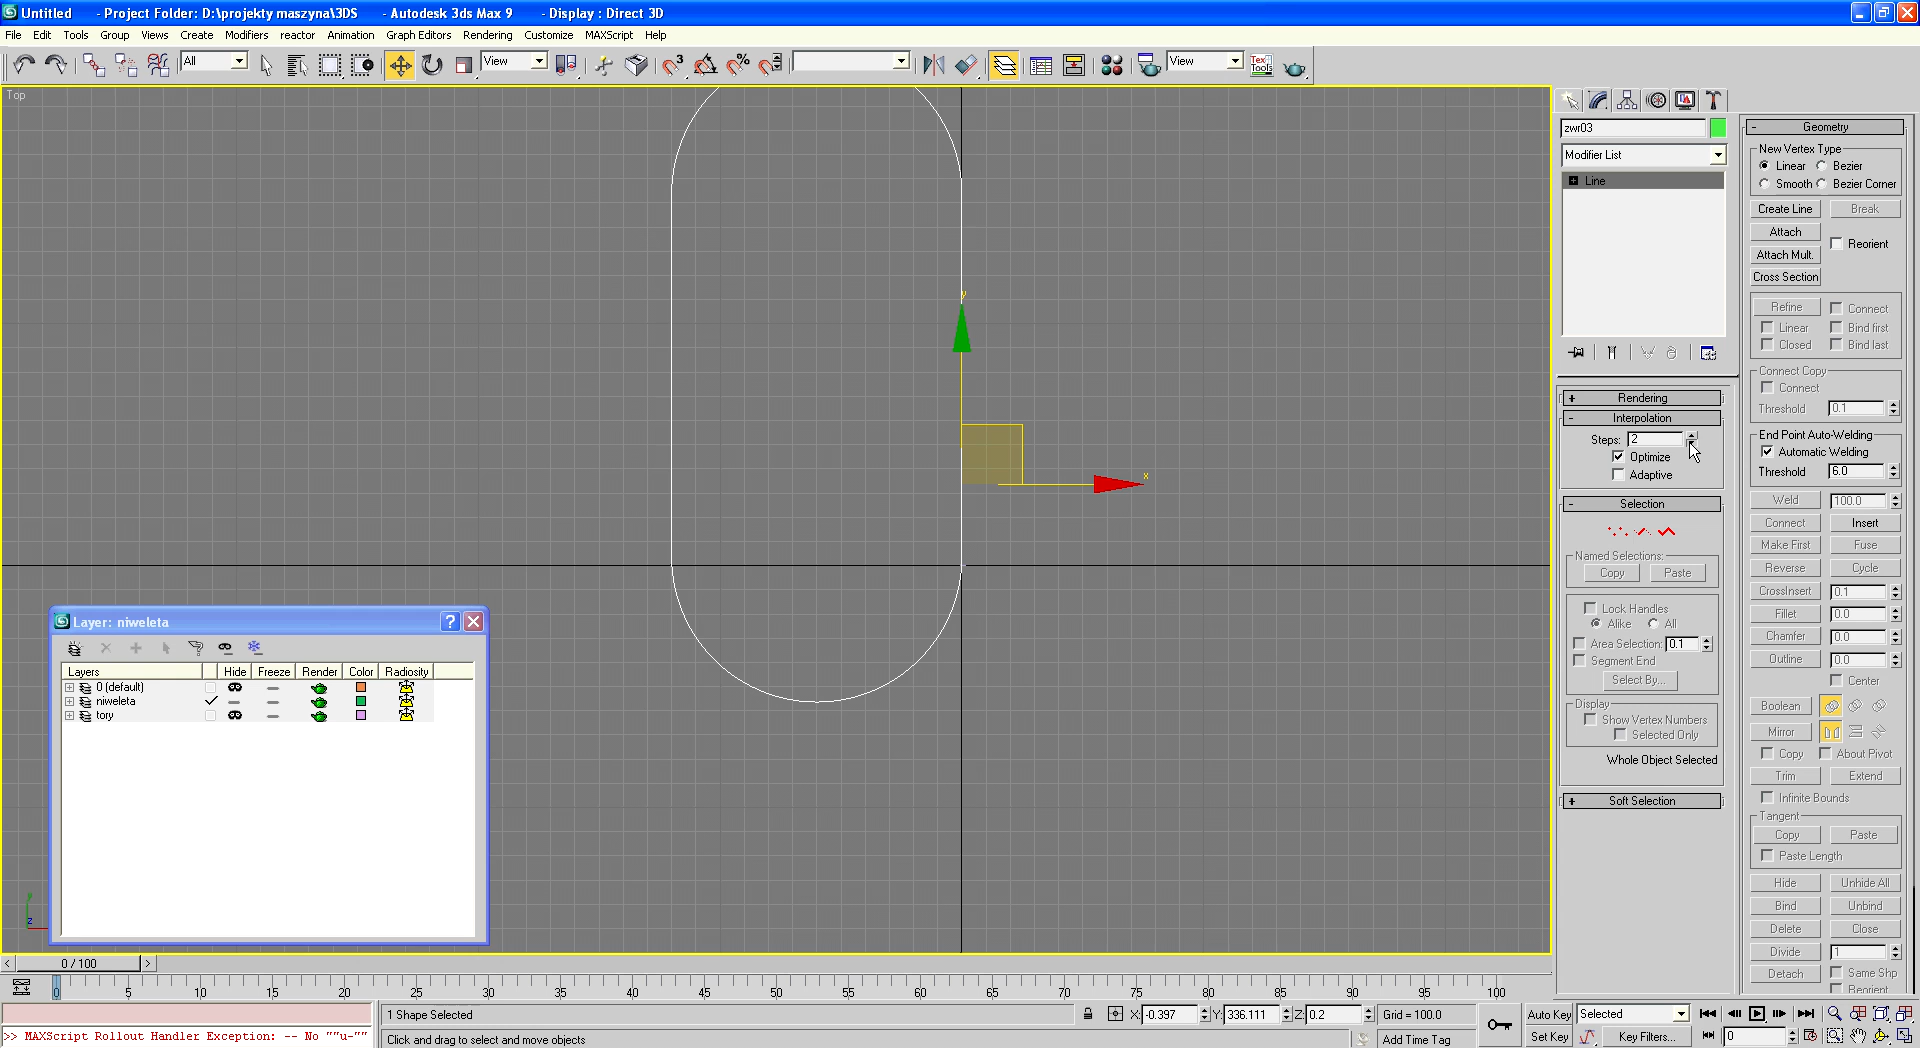 Untitled - Project Folder: D:\projekty maszyna\3DS - Autodesk 3ds Max 9 - Display : Direct 3D
File Edit Tools Group Views Create Modifiers reactor Animation Graph Editors Rendering Customize MAXScript Help
All View View Tex Tools
Top
zwr03
Modifier List
Line
Rendering
Interpolation
Steps: 2
Optimize
Adaptive
Selection
Named Selections:
Copy Paste
Lock Handles
Alike All
Area Selection: 0.1
Segment End
Select By...
Display
Show Vertex Numbers
Selected Only
Whole Object Selected
Soft Selection
Geometry
New Vertex Type
Linear Bezier
Smooth Bezier Corner
Create Line Break
Attach
Reorient
Attach Mult.
Cross Section
Refine Connect
Linear Bind first
Closed Bind last
Connect Copy
Connect
Threshold 0.1
End Point Auto-Welding
Automatic Welding
Threshold 6.0
Weld 100.0
Connect Insert
Make First Fuse
Reverse Cycle
CrossInsert 0.1
Fillet 0.0
Chamfer 0.0
Outline 0.0
Center
Boolean
Mirror
Copy About Pivot
Trim Extend
Infinite Bounds
Tangent
Copy Paste
Paste Length
Hide Unhide All
Bind Unbind
Delete Close
Divide 1
Detach Same Shp
Reorient
y
x
Layer: niweleta
Layers Hide Freeze Render Color Radiosity
0 (default)
niweleta
tory
z
0 / 100
0 5 10 15 20 25 30 35 40 45 50 55 60 65 70 75 80 85 90 95 100
1 Shape Selected X: -0.397 Y: 336.111 Z: 0.2 Grid = 100.0 Auto Key Selected
>> MAXScript Rollout Handler Exception: -- No ""u-"" Click and drag to select and move objects Add Time Tag Set Key Key Filters... 0